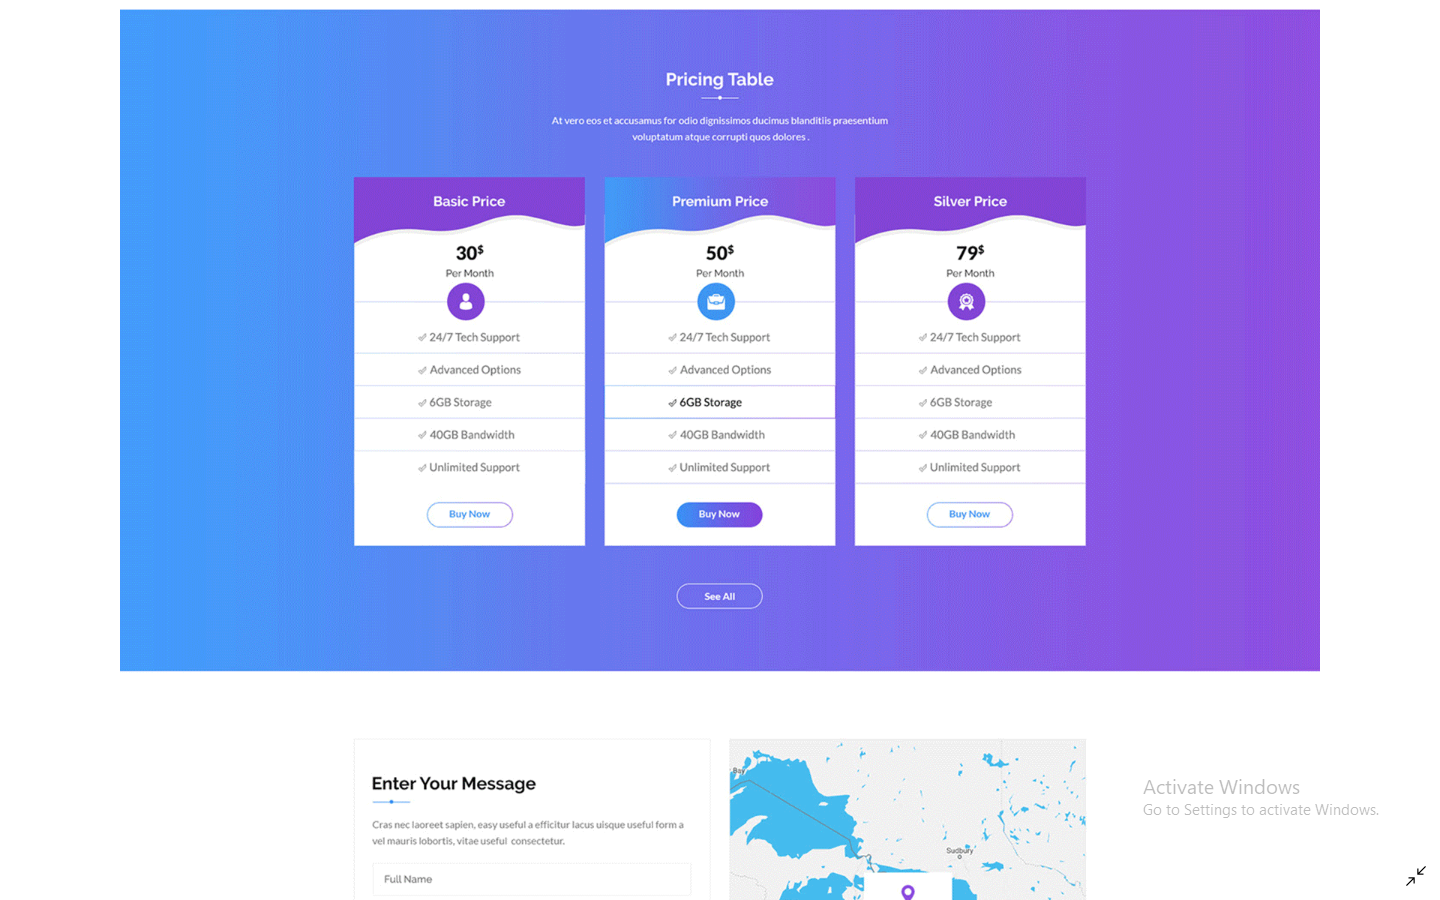 Pricing Table
At vero eos et accusamus for odio dignissimos ducimus blanditiis praesentium
voluptatum atque corrupti quos dolores .
Basic Price
30$
Per Month
24/7 Tech Support
Advanced Options
6GB Storage
40GB Bandwidth
Unlimited Support
Buy Now
Premium Price
50$
Per Month
24/7 Tech Support
Advanced Options
6GB Storage
40GB Bandwidth
Unlimited Support
Buy Now
Silver Price
79$
Per Month
24/7 Tech Support
Advanced Options
6GB Storage
40GB Bandwidth
Unlimited Support
Buy Now
See All
Enter Your Message
Cras nec laoreet sapien, easy useful a efficitur lacus uisque useful form a
vel mauris lobortis, vitae useful consectetur.
Full Name
Bay
Sudbury
Activate Windows
Go to Settings to activate Windows.